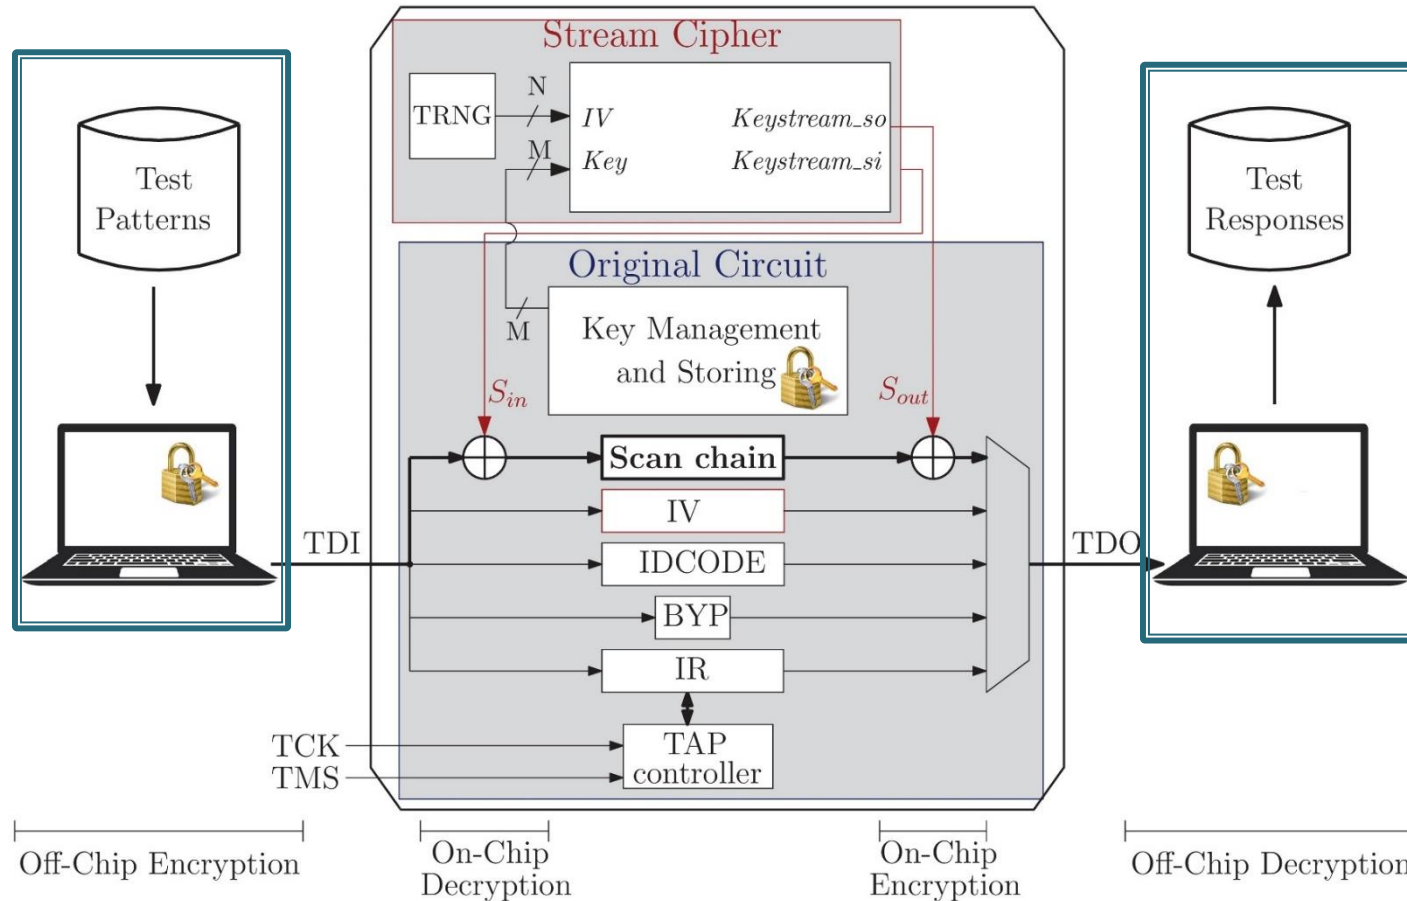 Stream Cipher
TRNG
N
M
IV
Key
Keystream_so
Keystream_si
Test
Patterns
Test
Responses
Original Circuit
M
Key Management
and Storing
S_in
S_out
Scan chain
IV
TDI
TDO
IDCODE
BYP
IR
TCK
TMS
TAP
controller
Off-Chip Encryption
On-Chip
Decryption
On-Chip
Encryption
Off-Chip Decryption